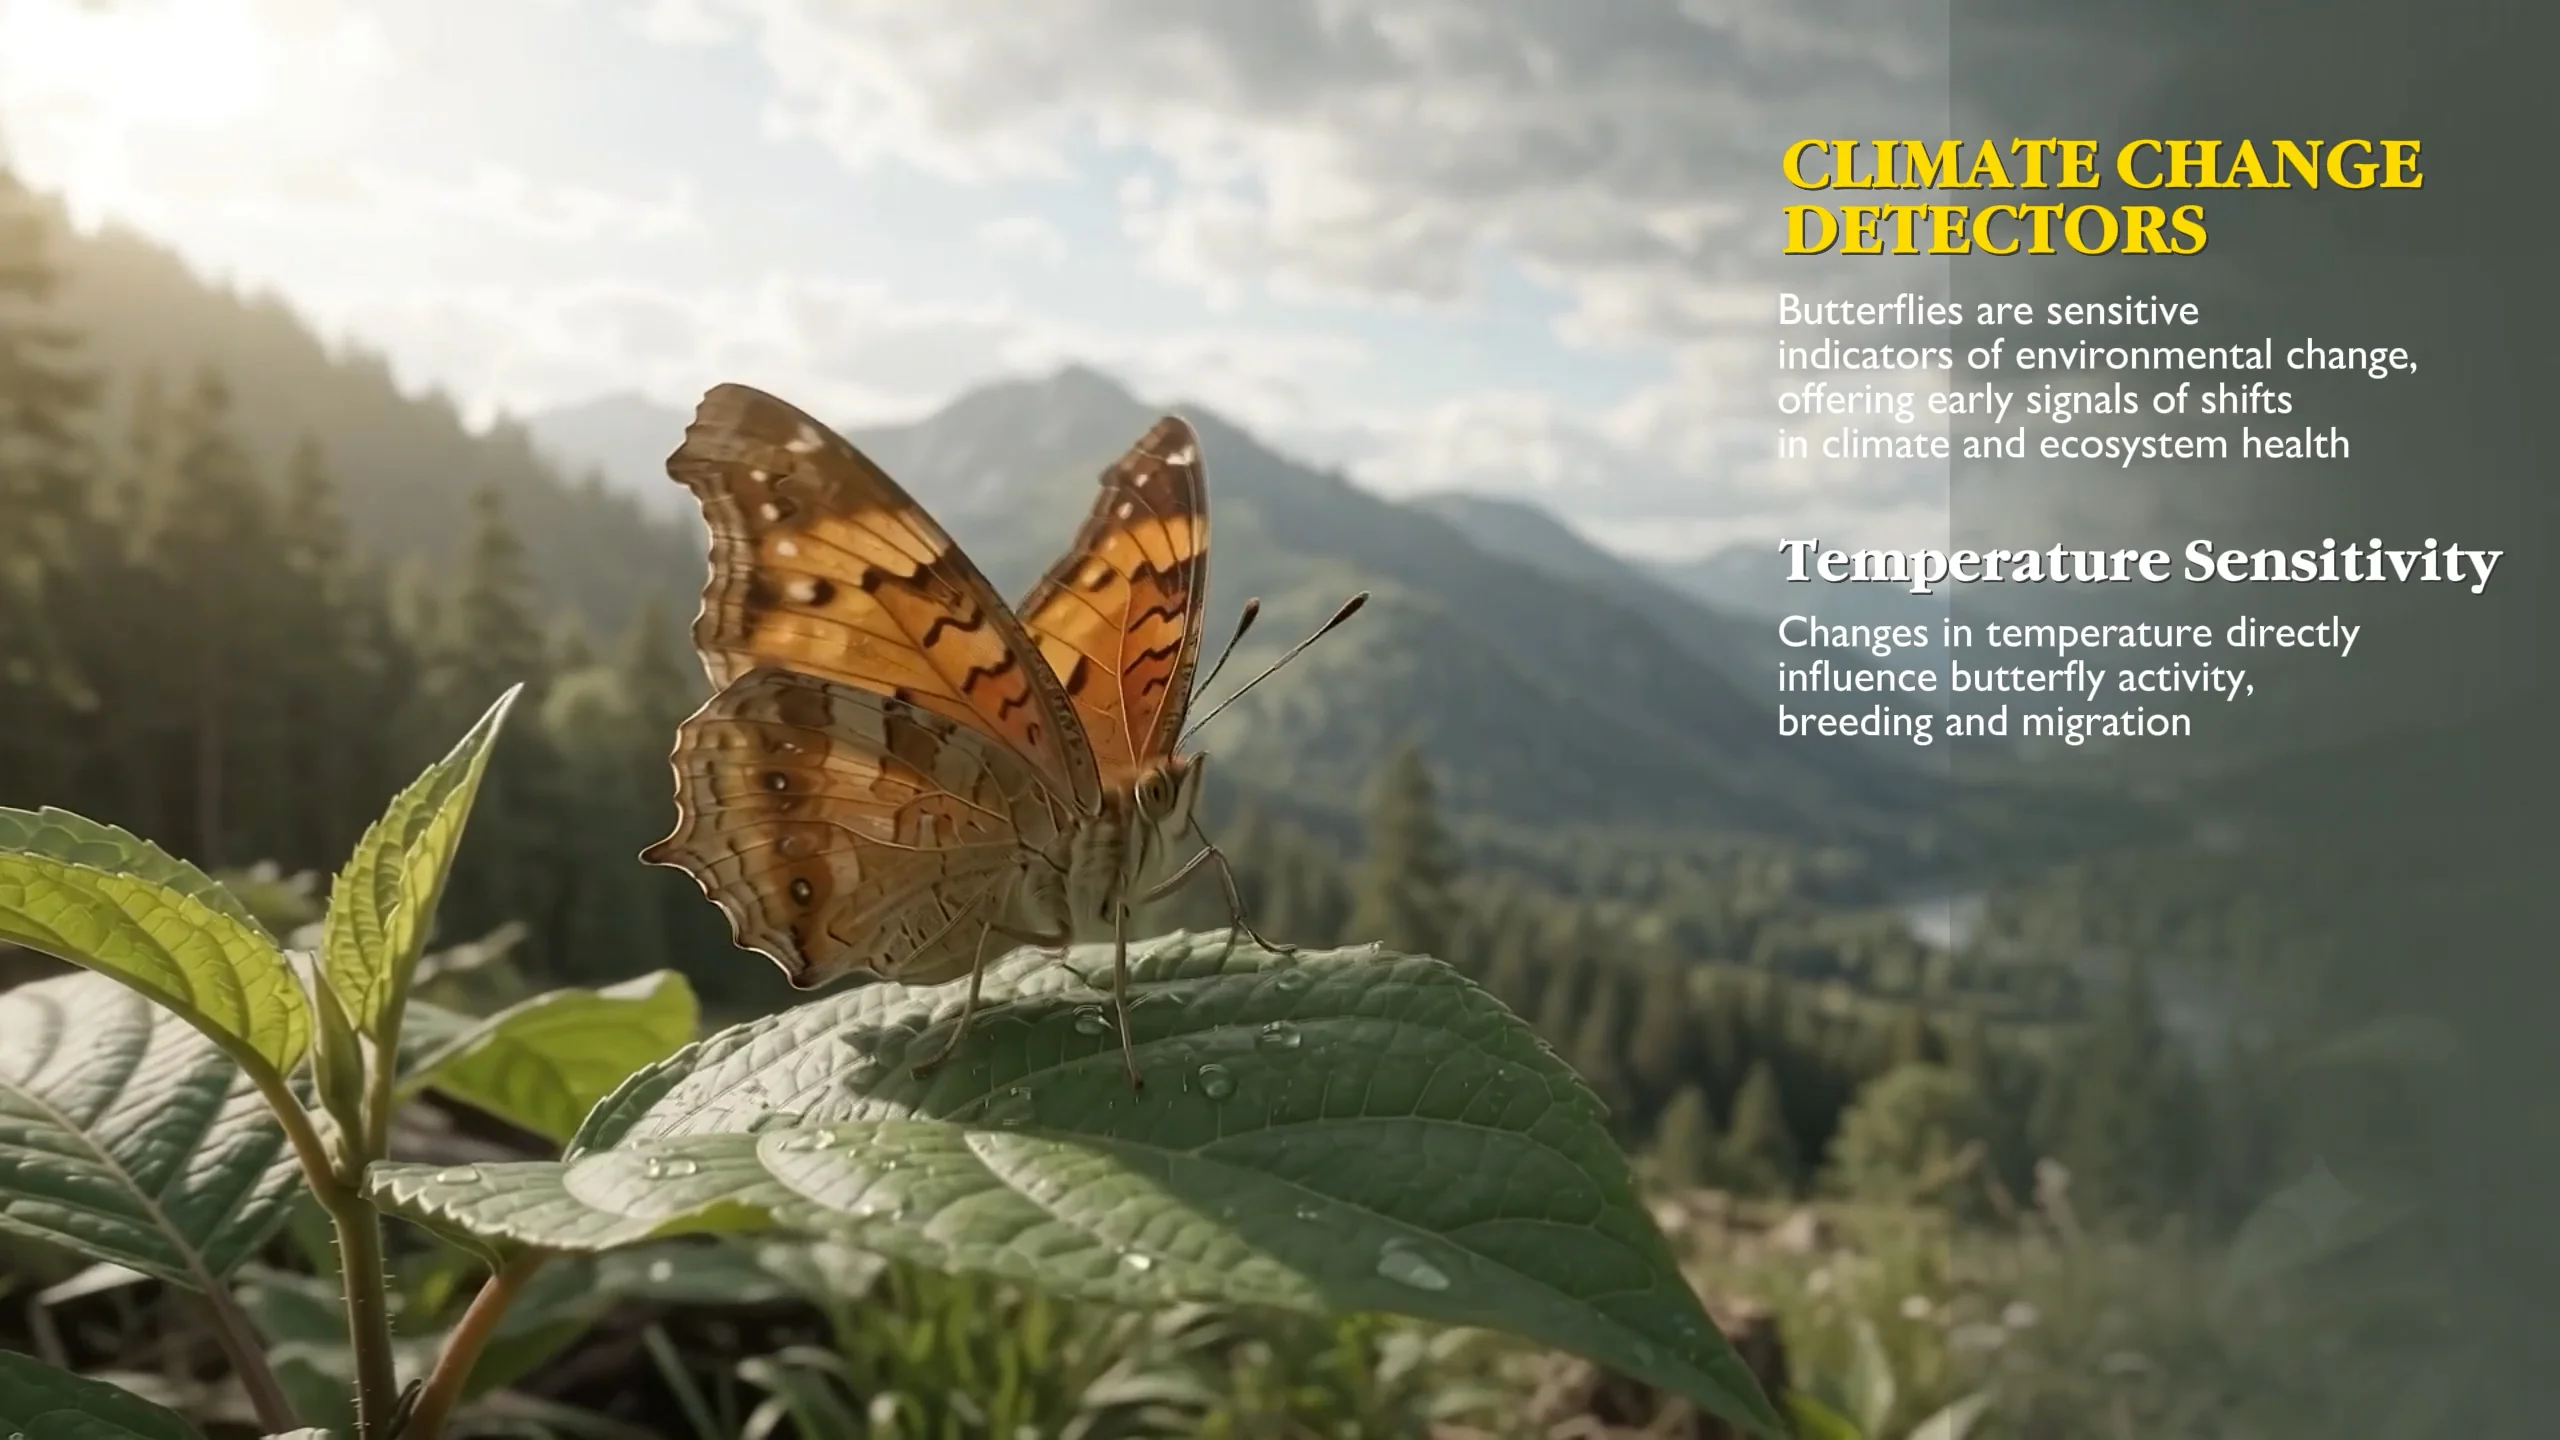 CLIMATE CHANGE
DETECTORS
Butterflies are sensitive
indicators of environmental change,
offering early signals of shifts
in climate and ecosystem health
Temperature Sensitivity
Changes in temperature directly
influence butterfly activity,
breeding and migration